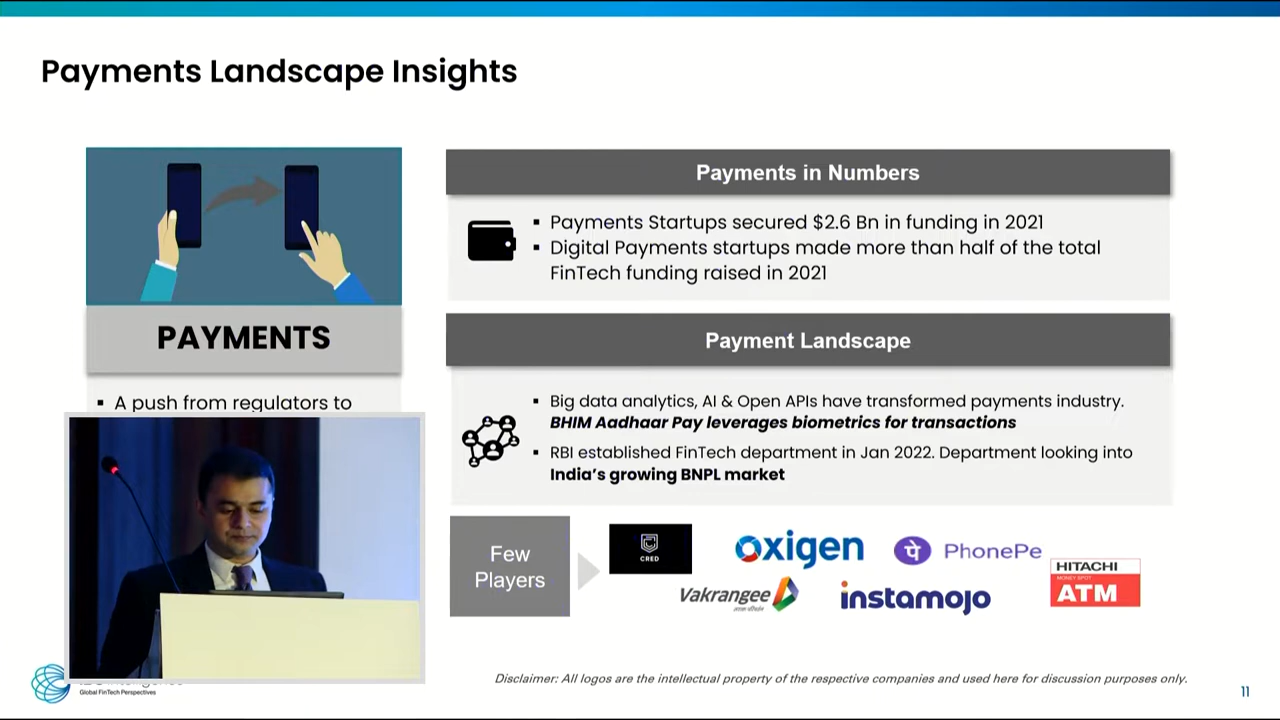 Payments Landscape Insights
PAYMENTS
▪ A push from regulators to
Payments in Numbers
▪ Payments Startups secured $2.6 Bn in funding in 2021
▪ Digital Payments startups made more than half of the total
FinTech funding raised in 2021
Payment Landscape
▪ Big data analytics, AI & Open APIs have transformed payments industry.
BHIM Aadhaar Pay leverages biometrics for transactions
▪ RBI established FinTech department in Jan 2022. Department looking into
India's growing BNPL market
Few
Players
CRED
Oxigen
पे PhonePe
Vakrangee
instamojo
HITACHI
MONEY SPOT
ATM
Global FinTech Perspectives
Disclaimer: All logos are the intellectual property of the respective companies and used here for discussion purposes only.
11